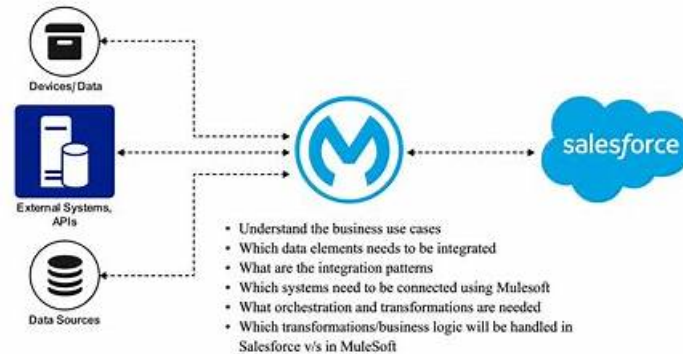 Devices/ Data
salesforce
External Systems,
APIs
Data Sources
• Understand the business use cases
• Which data elements needs to be integrated
• What are the integration patterns
• Which systems need to be connected using Mulesoft
• What orchestration and transformations are needed
• Which transformations/business logic will be handled in
Salesforce v/s in MuleSoft